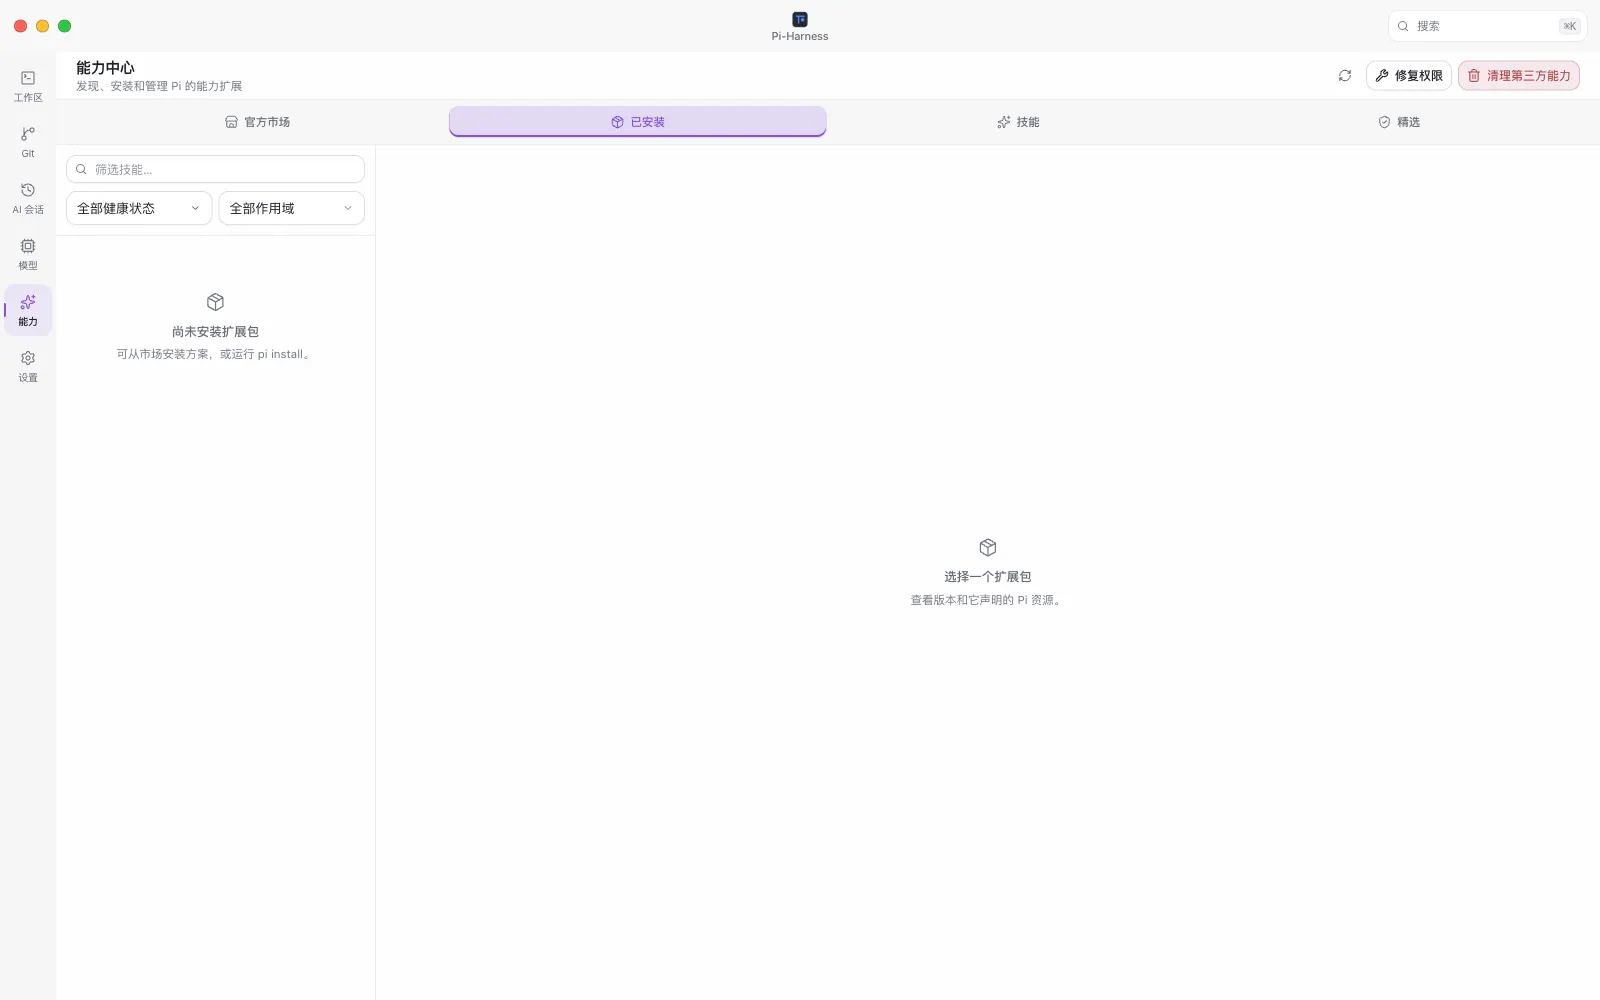 Pi-Harness
搜索
⌘K
工作区
Git
AI 会话
模型
能力
设置
能力中心
发现、安装和管理 Pi 的能力扩展
修复权限
清理第三方能力
官方市场
已安装
技能
精选
筛选技能...
全部健康状态
全部作用域
尚未安装扩展包
可从市场安装方案，或运行 pi install。
选择一个扩展包
查看版本和它声明的 Pi 资源。